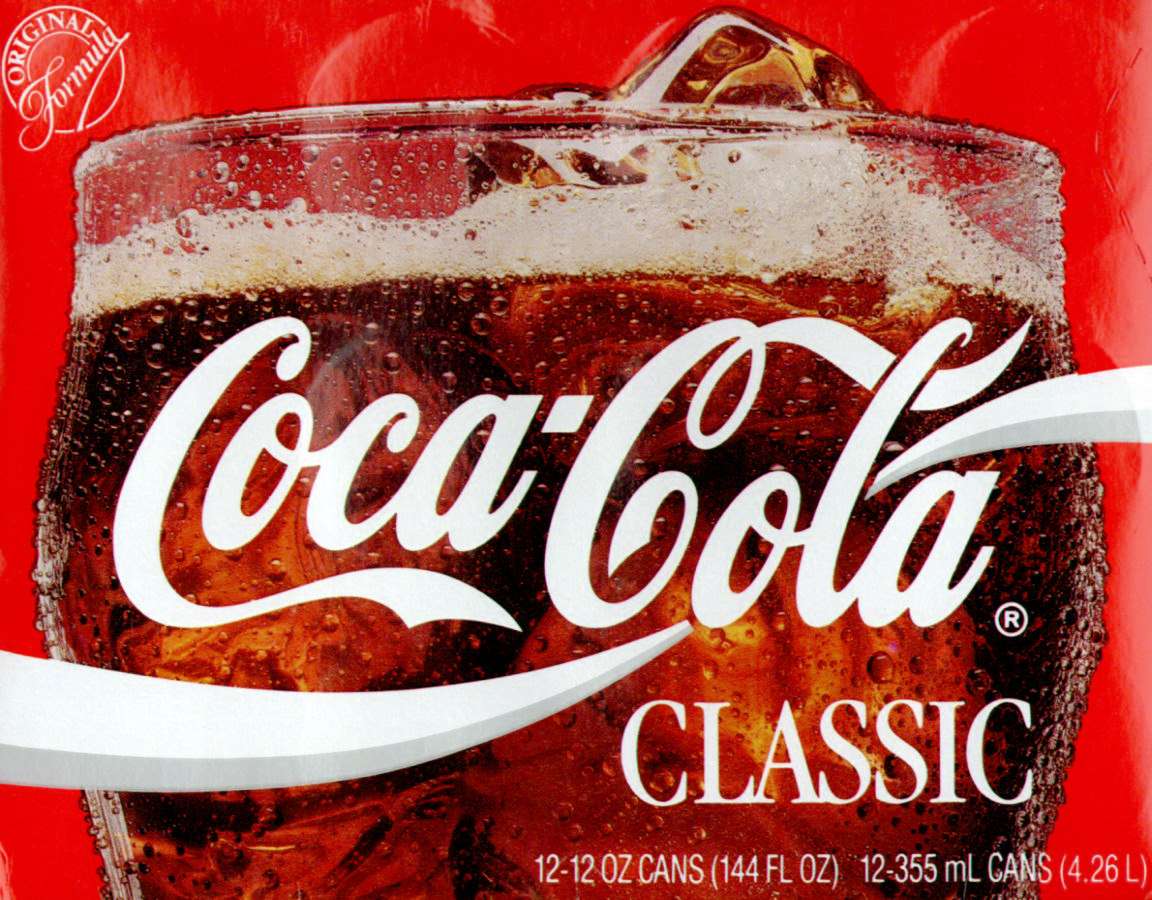 ORIGINAL
Formula
Coca-Cola ®
CLASSIC
12-12 OZ CANS (144 FL OZ) 12-355 mL CANS (4.26 L)